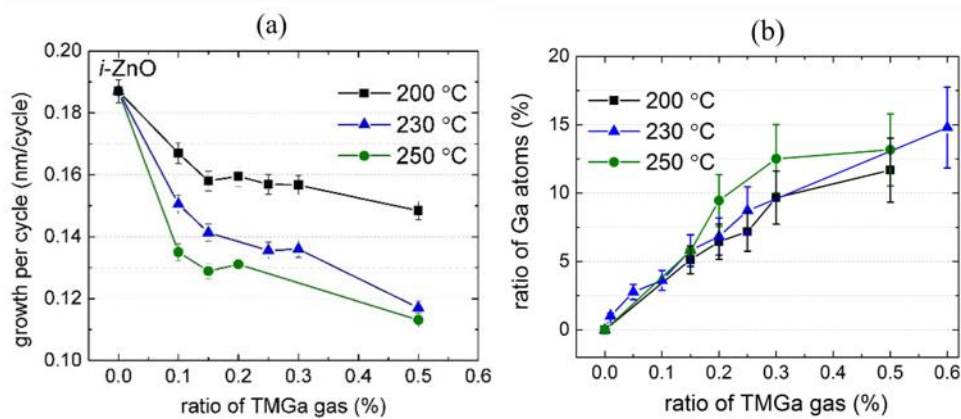 (a)
growth per cycle (nm/cycle)
0.20
0.18
0.16
0.14
0.12
0.10
i-ZnO
200 °C
230 °C
250 °C
0.0 0.1 0.2 0.3 0.4 0.5 0.6
ratio of TMGa gas (%)
(b)
ratio of Ga atoms (%)
20
15
10
5
0
200 °C
230 °C
250 °C
0.0 0.1 0.2 0.3 0.4 0.5 0.6
ratio of TMGa gas (%)